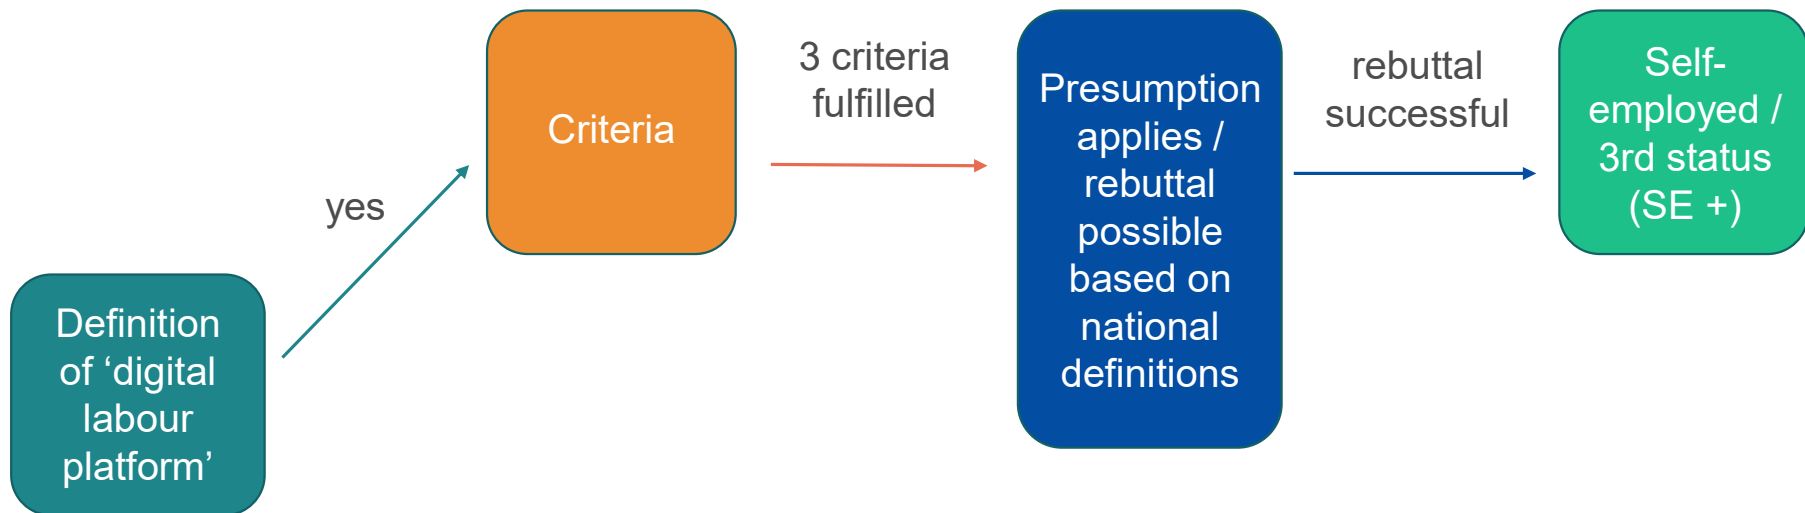 Definition
of ‘digital
labour
platform’
yes
Criteria
3 criteria
fulfilled
Presumption
applies /
rebuttal
possible
based on
national
definitions
rebuttal
successful
Self-
employed /
3rd status
(SE +)